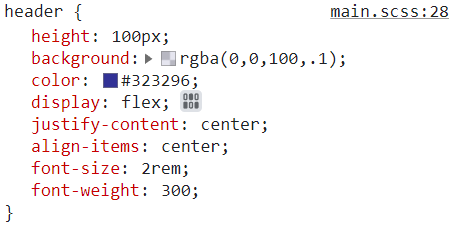 header { main.scss:28
height: 100px;
background: rgba(0,0,100,.1);
color: #323296;
display: flex;
justify-content: center;
align-items: center;
font-size: 2rem;
font-weight: 300;
}